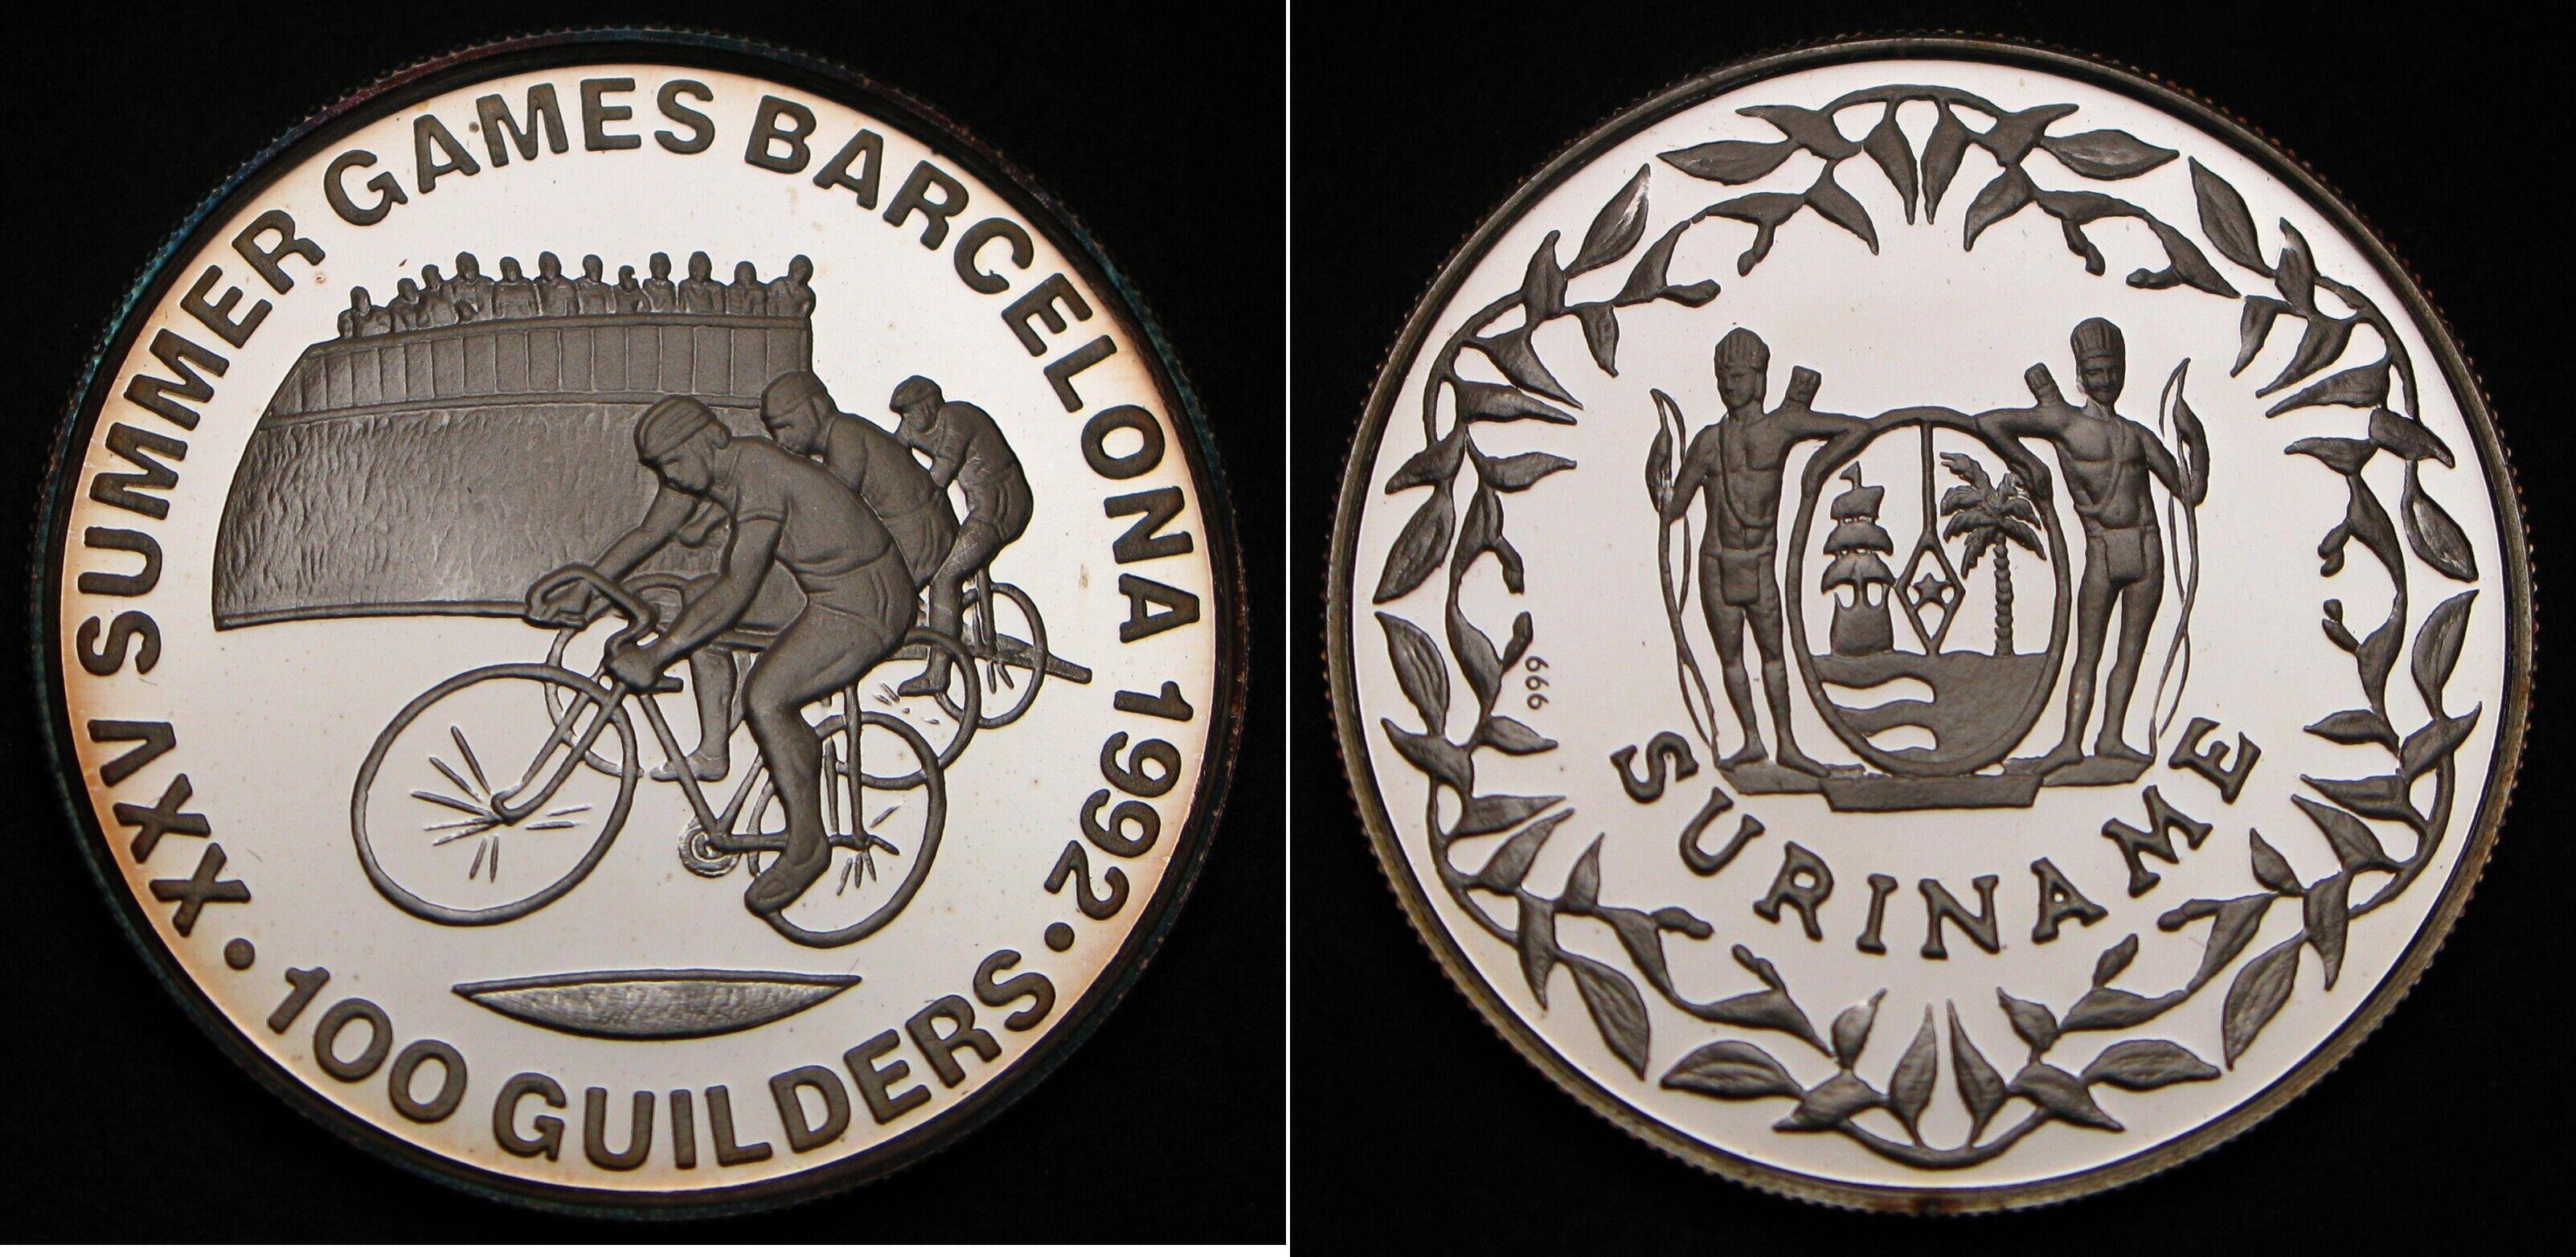 XXV SUMMER GAMES BARCELONA 1992
• 100 GUILDERS •
999
SURINAME